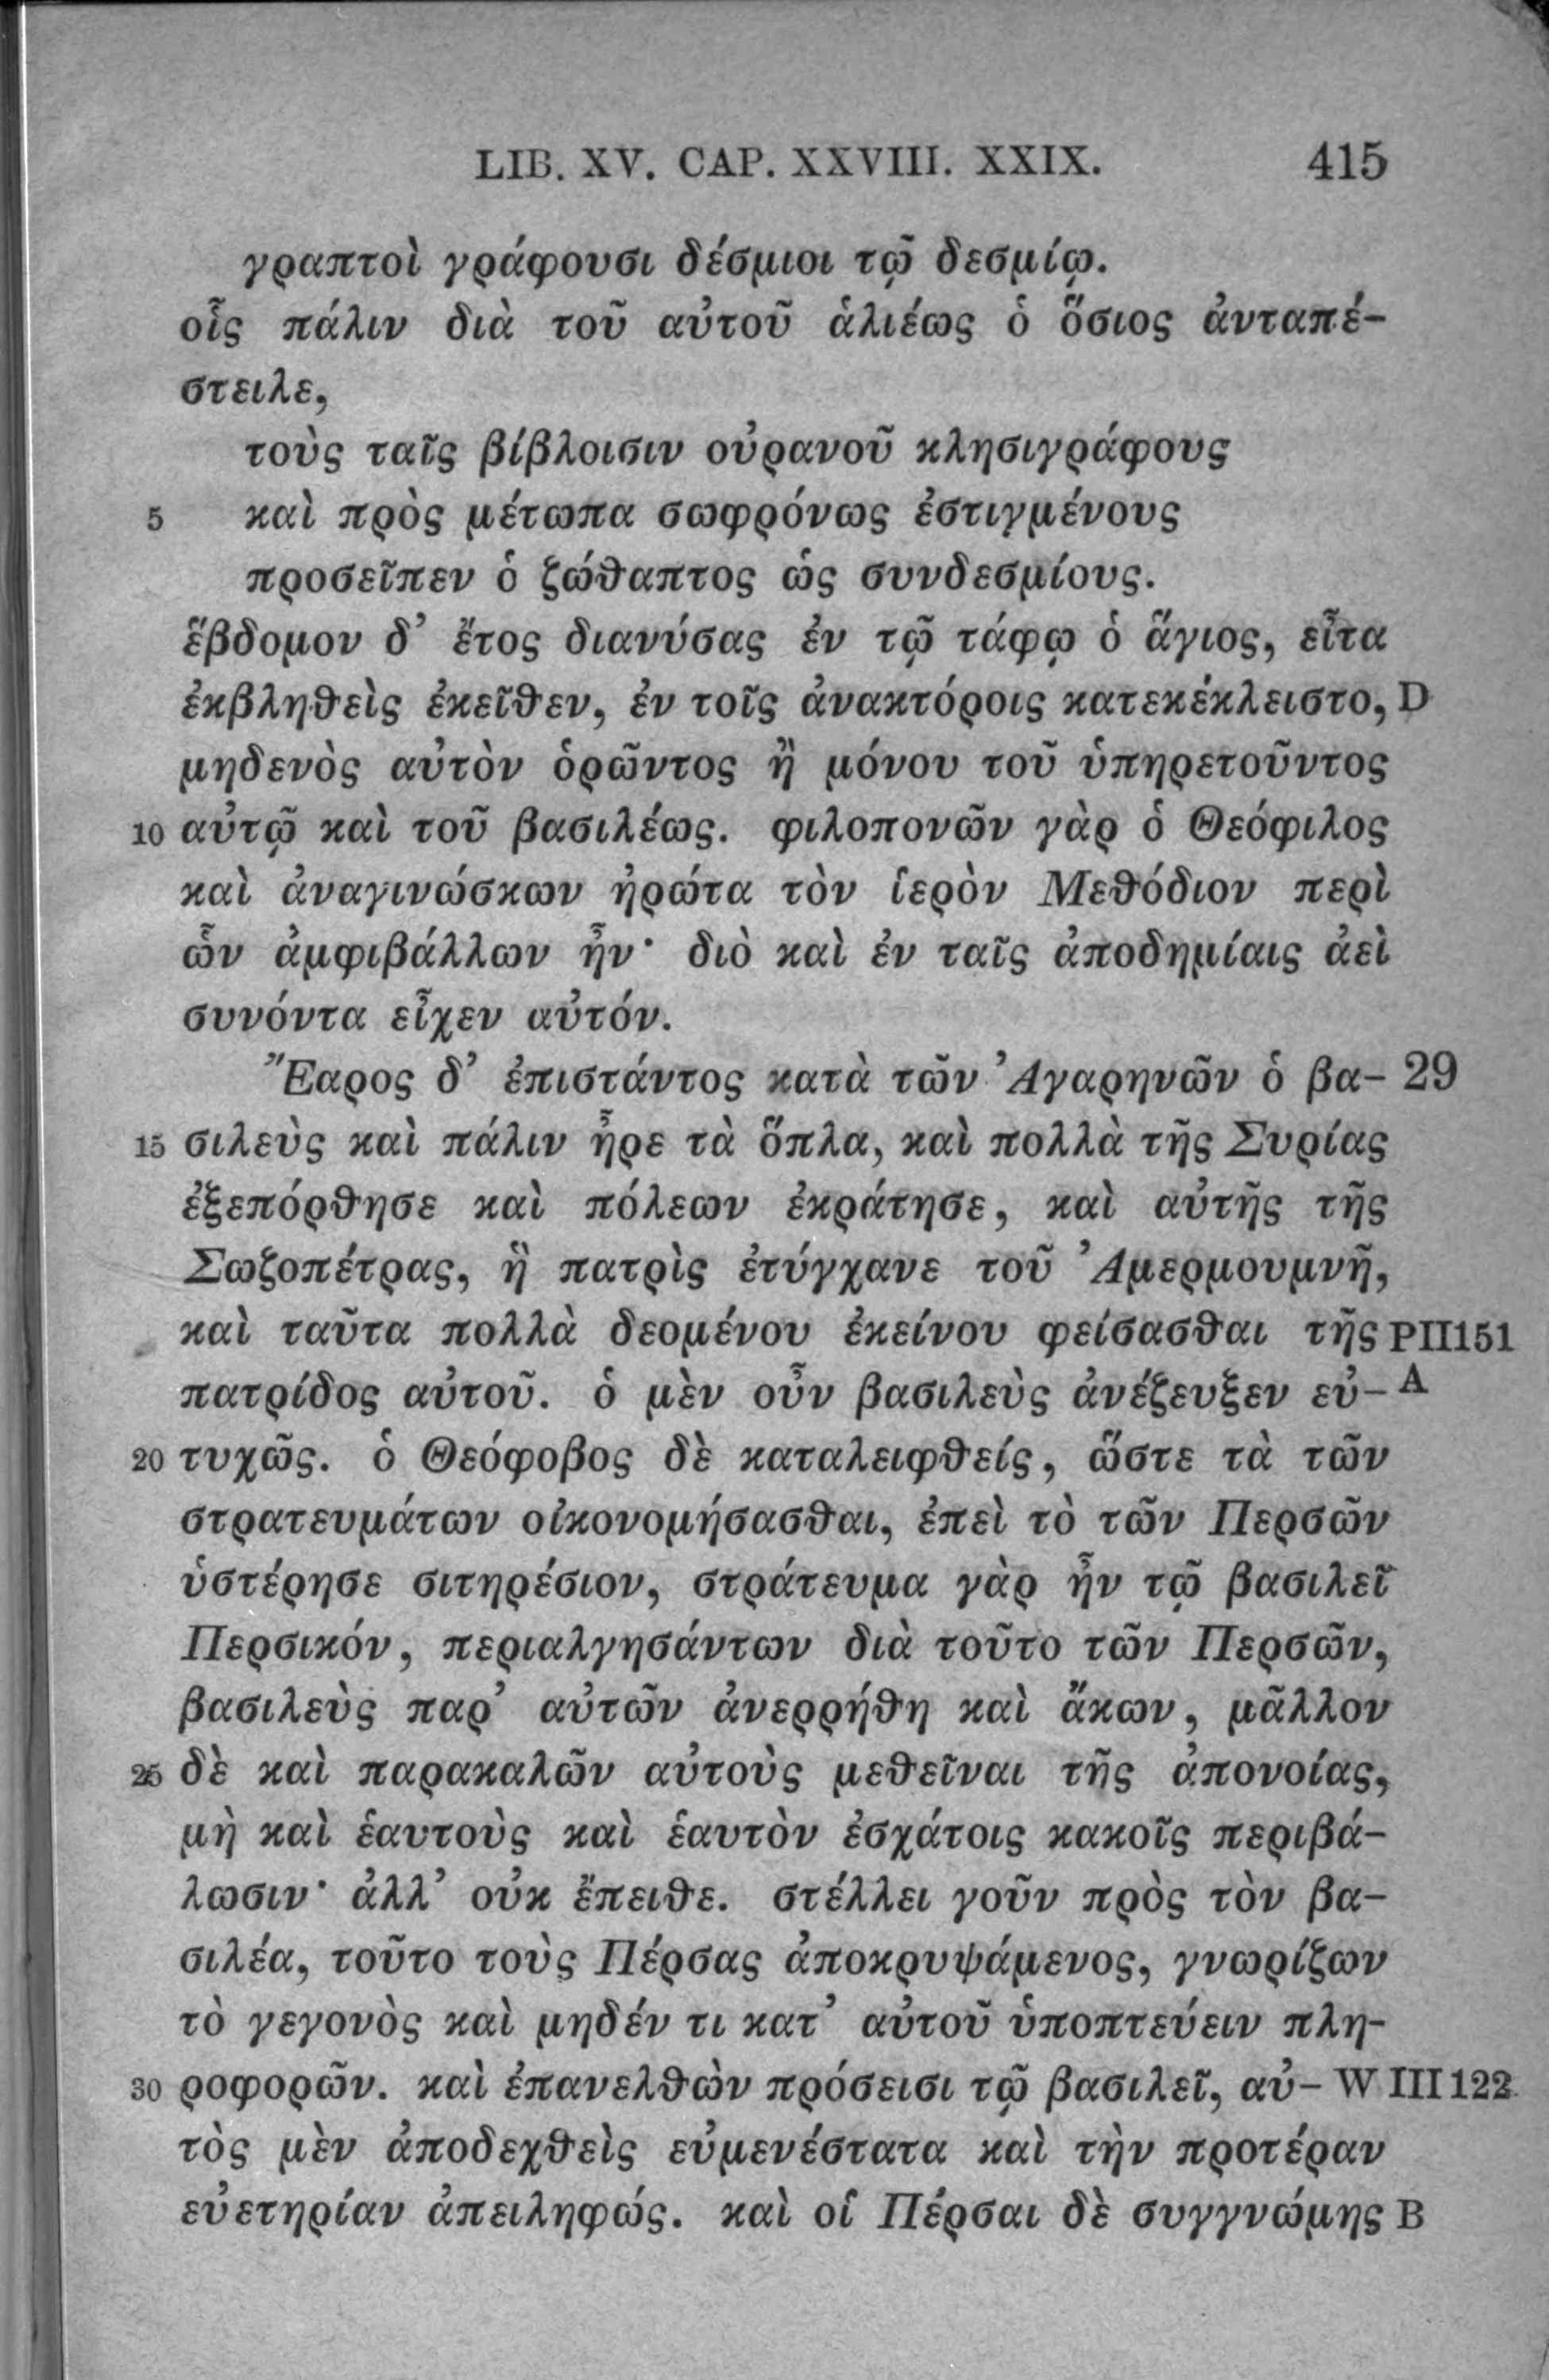 LIB. XV. CAP. XXVIII. XXIX. 415
γραπτοὶ γράφουσι δέσμιοι τῷ δεσμίῳ.
οἷς πάλιν διὰ τοῦ αὐτοῦ ἁλιέως ὁ ὅσιος ἀνταπέ-
στειλε,
τοὺς ταῖς βίβλοισιν οὐρανοῦ κλησιγράφους
5 καὶ πρὸς μέτωπα σωφρόνως ἐστιγμένους
προσεῖπεν ὁ ζώθαπτος ὡς συνδεσμίους.
ἕβδομον δ’ ἔτος διανύσας ἐν τῷ τάφῳ ὁ ἅγιος, εἶτα
ἐκβληθεὶς ἐκεῖθεν, ἐν τοῖς ἀνακτόροις κατεκέκλειστο, D
μηδενὸς αὐτὸν ὁρῶντος ἢ μόνου τοῦ ὑπηρετοῦντος
10 αὐτῷ καὶ τοῦ βασιλέως. φιλοπονῶν γὰρ ὁ Θεόφιλος
καὶ ἀναγινώσκων ἠρώτα τὸν ἱερὸν Μεθόδιον περὶ
ὧν ἀμφιβάλλων ἦν· διὸ καὶ ἐν ταῖς ἀποδημίαις ἀεὶ
συνόντα εἶχεν αὐτόν.
Ἔαρος δ’ ἐπιστάντος κατὰ τῶν Ἀγαρηνῶν ὁ βα- 29
15 σιλεὺς καὶ πάλιν ἦρε τὰ ὅπλα, καὶ πολλὰ τῆς Συρίας
ἐξεπόρθησε καὶ πόλεων ἐκράτησε, καὶ αὐτῆς τῆς
Σωζοπέτρας, ἣ πατρὶς ἐτύγχανε τοῦ Ἀμερμουμνῆ,
καὶ ταῦτα πολλὰ δεομένου ἐκείνου φείσασθαι τῆς PII151
πατρίδος αὐτοῦ. ὁ μὲν οὖν βασιλεὺς ἀνέζευξεν εὐ- A
20 τυχῶς. ὁ Θεόφοβος δὲ καταλειφθείς, ὥστε τὰ τῶν
στρατευμάτων οἰκονομήσασθαι, ἐπεὶ τὸ τῶν Περσῶν
ὑστέρησε σιτηρέσιον, στράτευμα γὰρ ἦν τῷ βασιλεῖ
Περσικόν, περιαλγησάντων διὰ τοῦτο τῶν Περσῶν,
βασιλεὺς παρ’ αὐτῶν ἀνερρήθη καὶ ἄκων, μᾶλλον
25 δὲ καὶ παρακαλῶν αὐτοὺς μεθεῖναι τῆς ἀπονοίας,
μὴ καὶ ἑαυτοὺς καὶ ἑαυτὸν ἐσχάτοις κακοῖς περιβά-
λωσιν· ἀλλ’ οὐκ ἔπειθε. στέλλει γοῦν πρὸς τὸν βα-
σιλέα, τοῦτο τοὺς Πέρσας ἀποκρυψάμενος, γνωρίζων
τὸ γεγονὸς καὶ μηδέν τι κατ’ αὐτοῦ ὑποπτεύειν πλη-
30 ροφορῶν. καὶ ἐπανελθὼν πρόσεισι τῷ βασιλεῖ, αὐ- W III 122
τὸς μὲν ἀποδεχθεὶς εὐμενέστατα καὶ τὴν προτέραν
εὐετηρίαν ἀπειληφώς. καὶ οἱ Πέρσαι δὲ συγγνώμης B